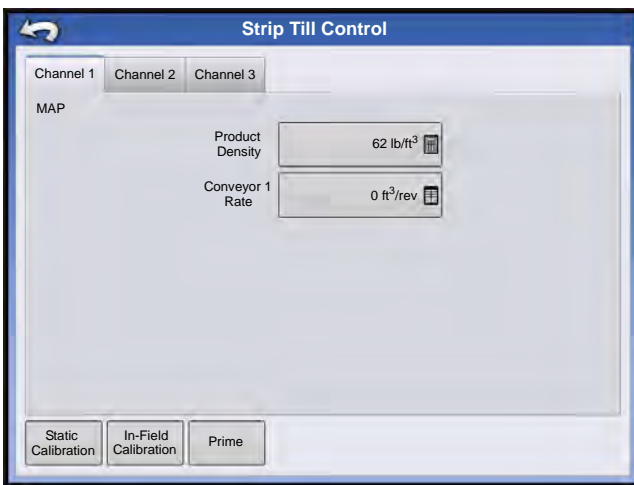 Strip Till Control
Channel 1 Channel 2 Channel 3
MAP
Product
Density
62 lb/ft³
Conveyor 1
Rate
0 ft³/rev
Static
Calibration
In-Field
Calibration
Prime